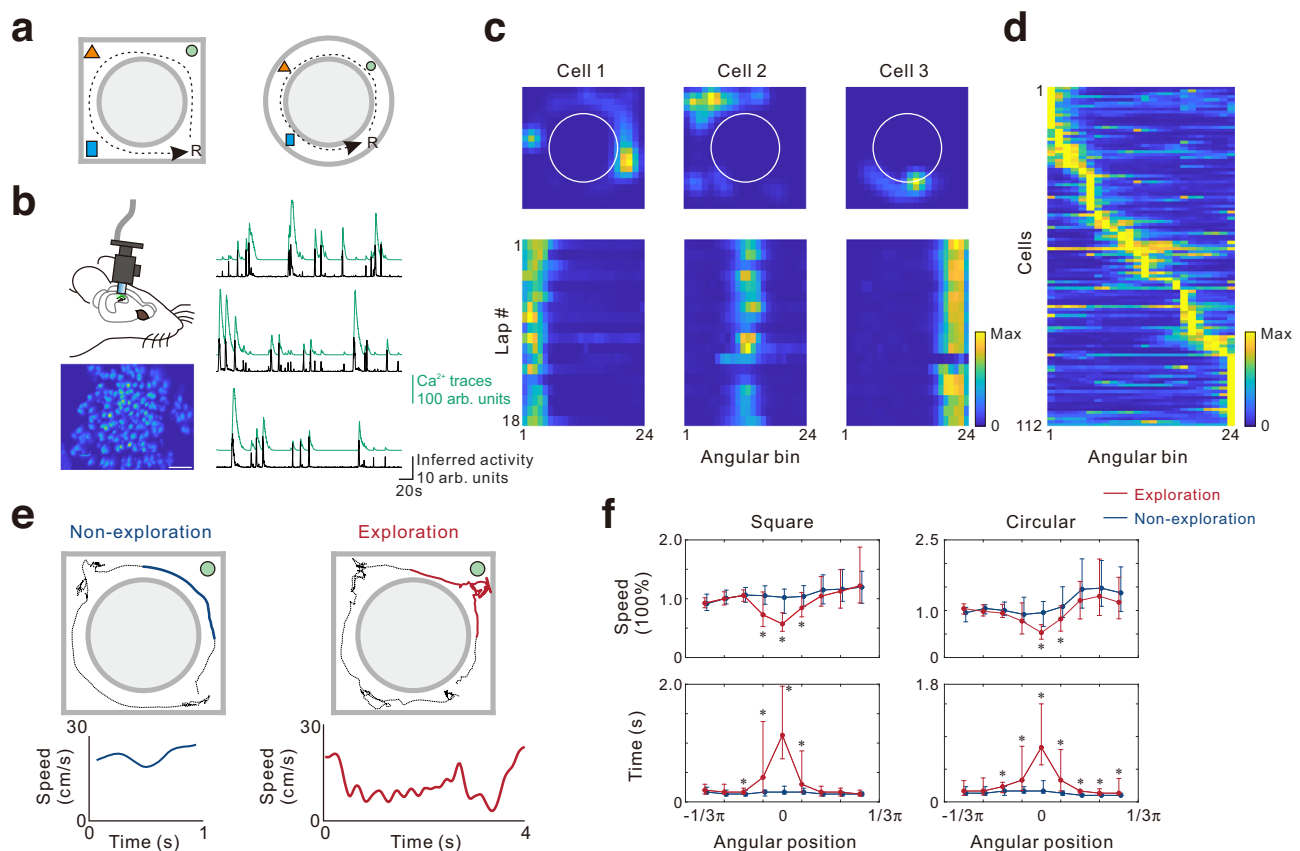 a
R
R
b
Ca²⁺ traces
100 arb. units
Inferred activity
10 arb. units
20s
c
Cell 1
Cell 2
Cell 3
Lap #
1
18
1
24
24
24
Angular bin
Max
0
d
Cells
1
112
1
24
Angular bin
Max
0
e
Non-exploration
Exploration
Speed
(cm/s)
30
0
0
1
Time (s)
Speed
(cm/s)
30
0
0
4
Time (s)
f
Exploration
Non-exploration
Square
Circular
Speed
(100%)
2.0
1.0
0
* * *
2.5
1.0
0
* *
Time (s)
2.0
0
* * * *
-1/3π
0
1/3π
Angular position
1.8
0
* * * * * * *
-1/3π
0
1/3π
Angular position